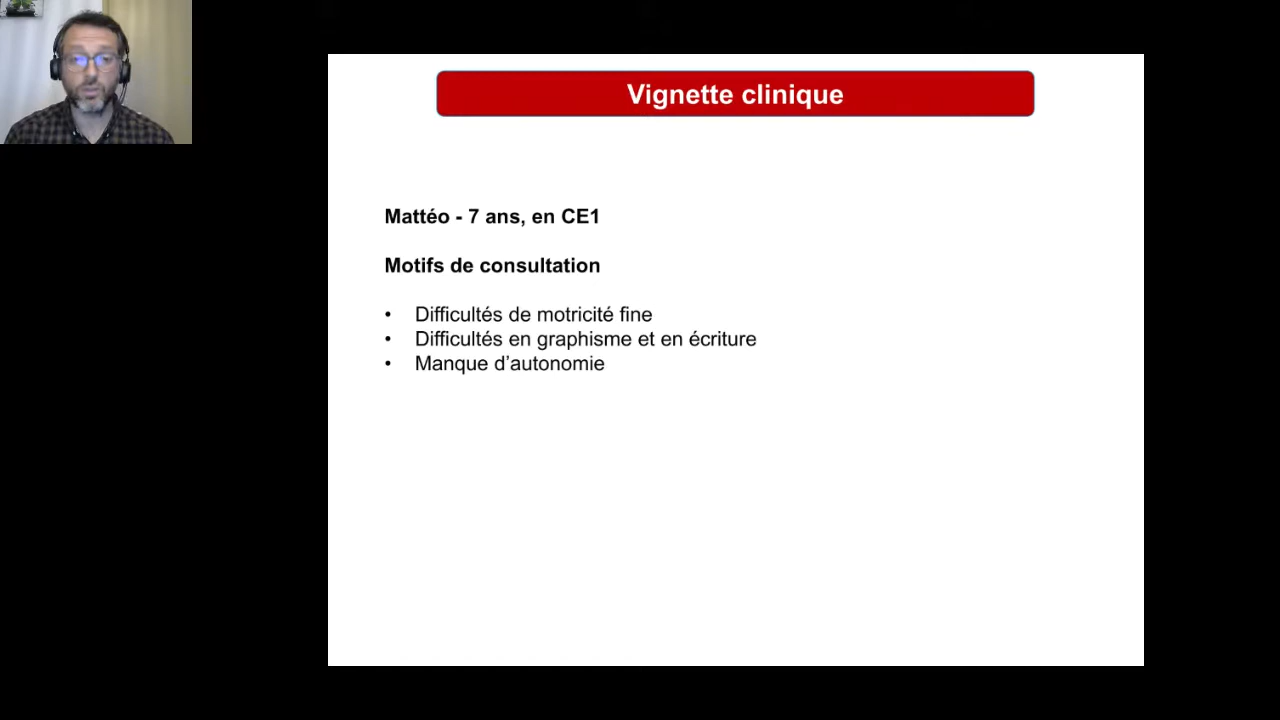 Vignette clinique
Mattéo - 7 ans, en CE1
Motifs de consultation
• Difficultés de motricité fine
• Difficultés en graphisme et en écriture
• Manque d’autonomie